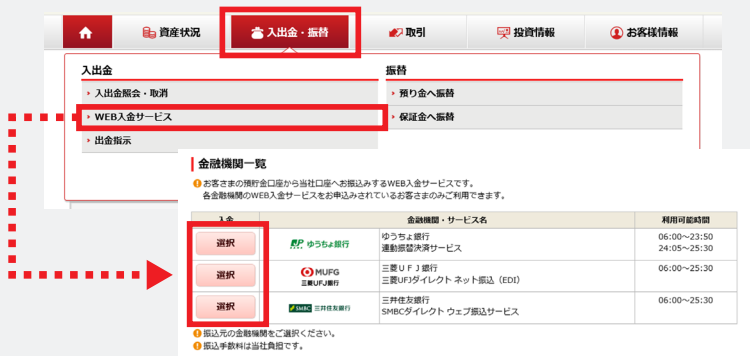 資産状況
入出金・振替
取引
投資情報
お客様情報
入出金
振替
入出金照会・取消
預り金へ振替
WEB入金サービス
保証金へ振替
出金指示
金融機関一覧
お客さまの預貯金口座から当社口座へお振込みするWEB入金サービスです。
各金融機関のWEB入金サービスをお申込みされているお客さまのみご利用できます。
入金 金融機関・サービス名 利用可能時間
選択 ゆうちょ銀行 ゆうちょ銀行 06:00～23:50
連動振替決済サービス 24:05～25:30
選択 MUFG 三菱UFJ銀行 三菱UFJ銀行 06:00～25:30
三菱UFJダイレクト ネット振込（EDI）
選択 SMBC 三井住友銀行 三井住友銀行 06:00～25:30
SMBCダイレクト ウェブ振込サービス
振込元の金融機関をご選択ください。
振込手数料は当社負担です。